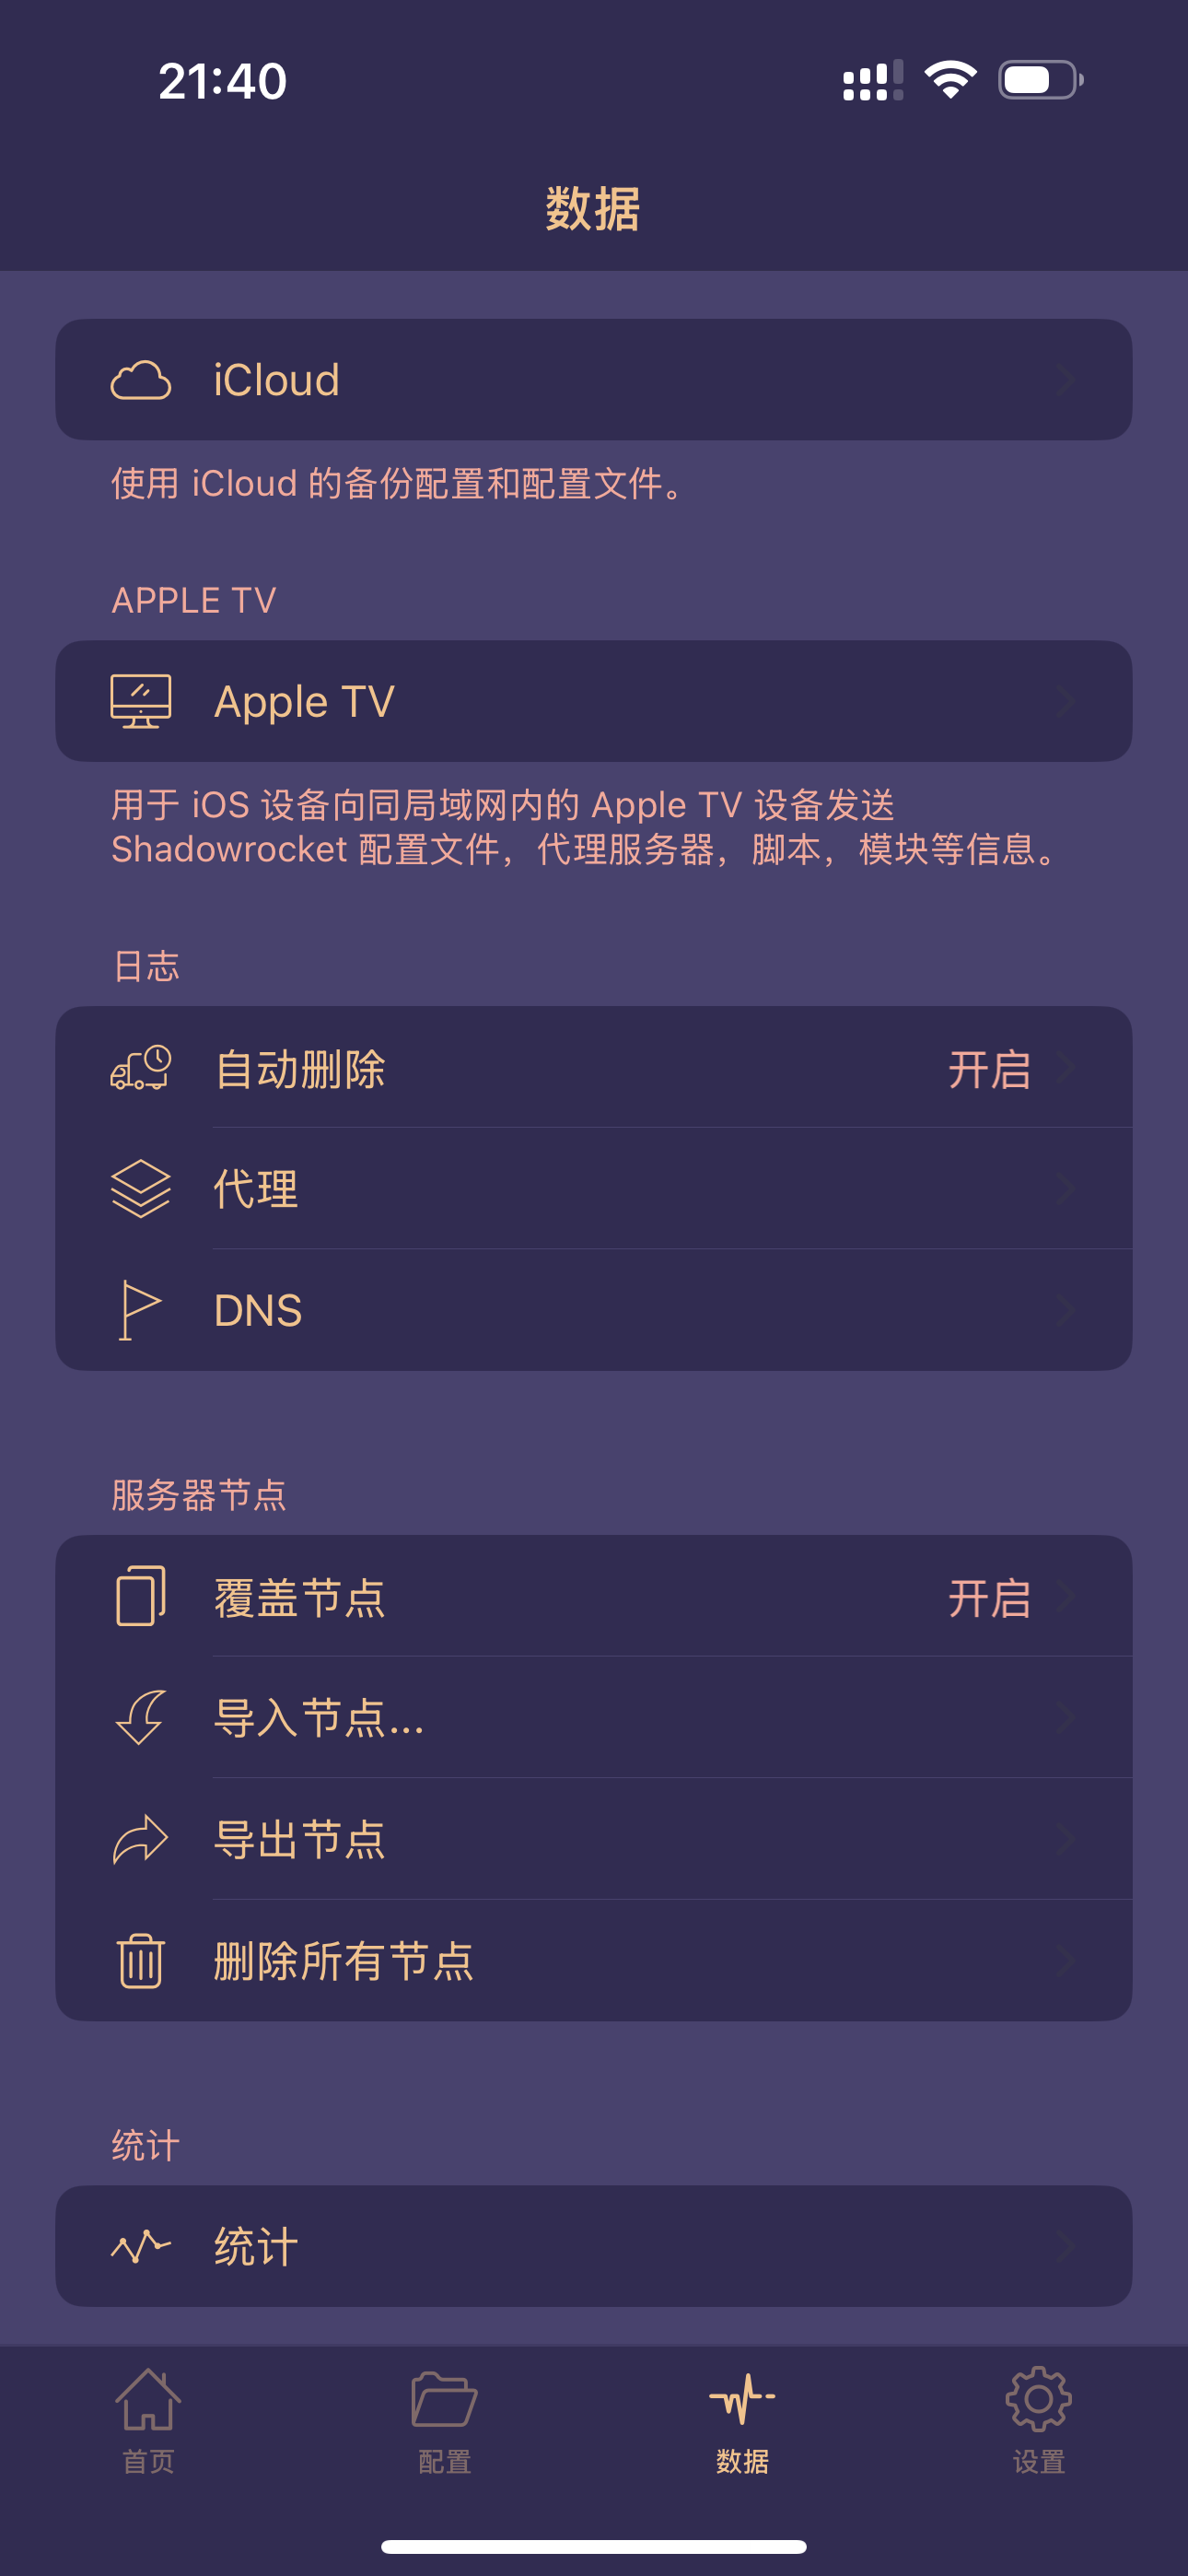 21:40
数据
iCloud
使用 iCloud 的备份配置和配置文件。
APPLE TV
Apple TV
用于 iOS 设备向同局域网内的 Apple TV 设备发送
Shadowrocket 配置文件，代理服务器，脚本，模块等信息。
日志
自动删除 开启
代理
DNS
服务器节点
覆盖节点 开启
导入节点...
导出节点
删除所有节点
统计
统计
首页 配置 数据 设置